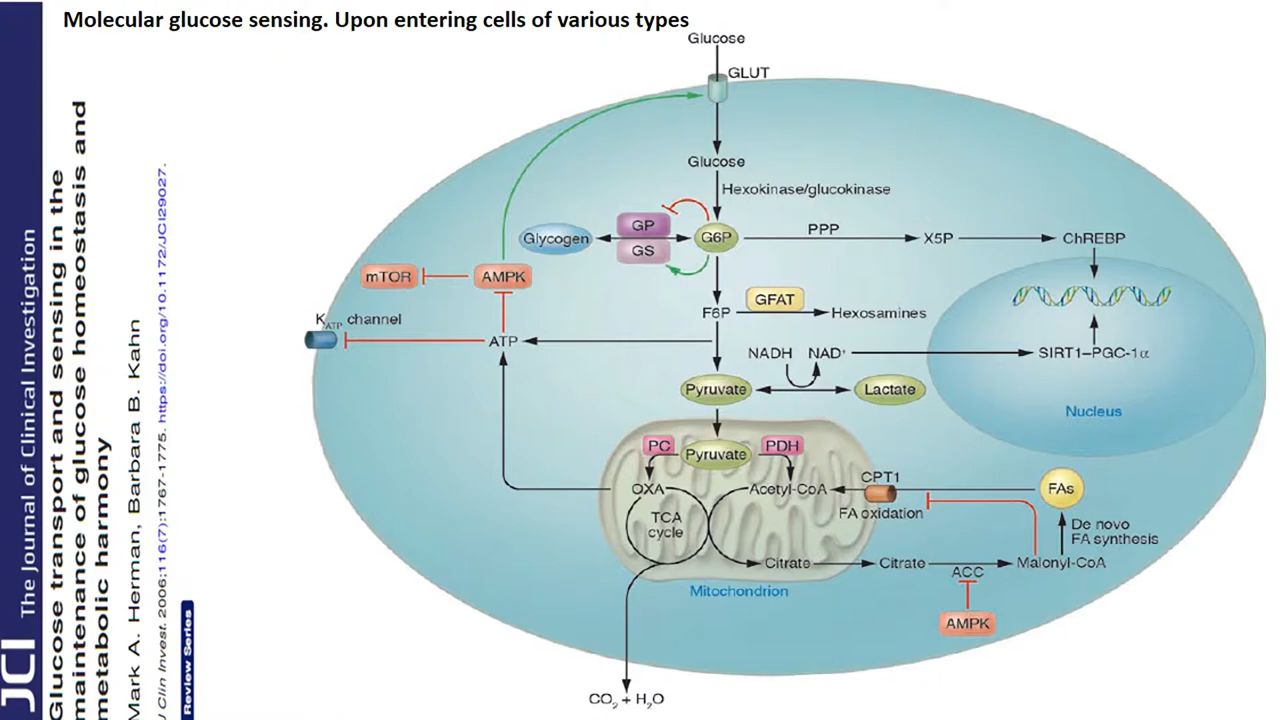 Molecular glucose sensing. Upon entering cells of various types
JCI The Journal of Clinical Investigation
Glucose transport and sensing in the
maintenance of glucose homeostasis and
metabolic harmony
Mark A. Herman, Barbara B. Kahn
J Clin Invest. 2006;116(7):1767-1775. https://doi.org/10.1172/JCI29027.
Review Series
Glucose
GLUT
Glucose
Hexokinase/glucokinase
GP
Glycogen
G6P
PPP
X5P
ChREBP
GS
mTOR
AMPK
GFAT
K ATP channel
F6P
Hexosamines
ATP
NADH
NAD⁺
SIRT1–PGC-1α
Pyruvate
Lactate
Nucleus
PC
Pyruvate
PDH
CPT1
OXA
Acetyl-CoA
FAs
FA oxidation
TCA
cycle
De novo
FA synthesis
Citrate
Citrate
ACC
Malonyl-CoA
Mitochondrion
AMPK
CO₂ + H₂O